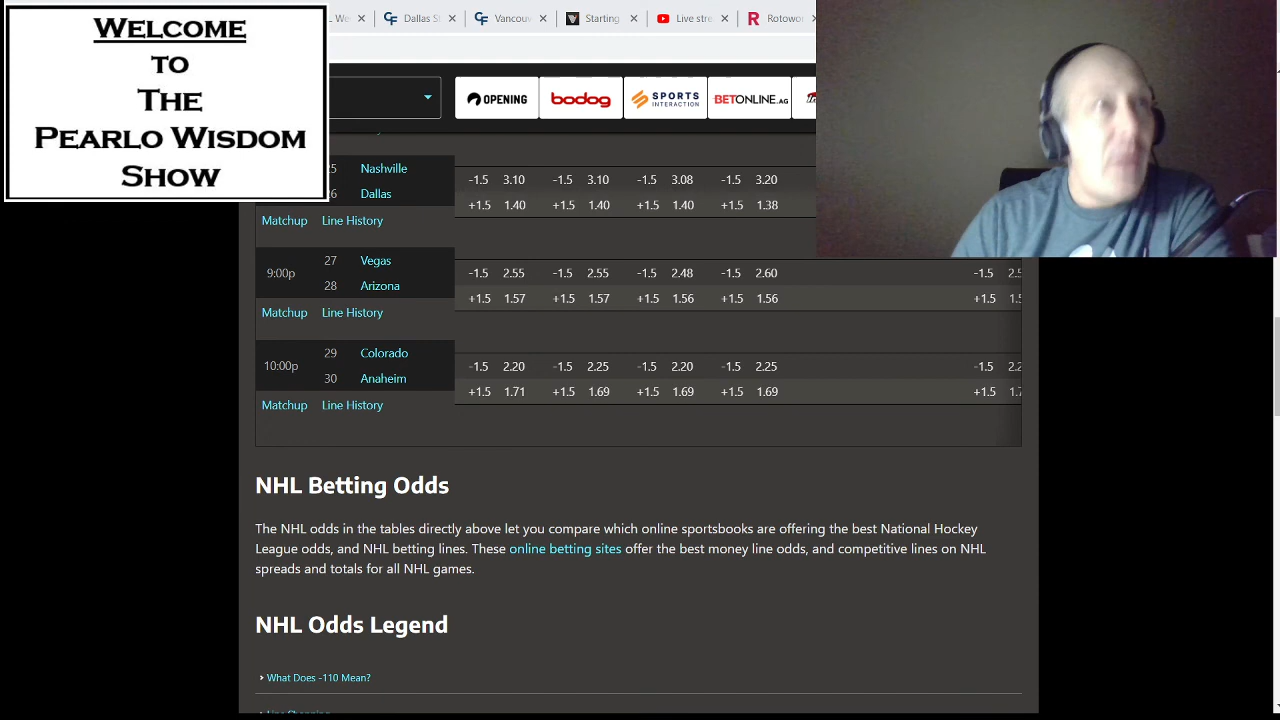 WELCOME
TO
THE
PEARLO WISDOM
SHOW
Dallas S
Vancouv
Starting
Live stre
Rotowor
OPENING
bodog
SPORTS INTERACTION
BETONLINE.AG
Nashville
-1.5 3.10 -1.5 3.10 -1.5 3.08 -1.5 3.20
Dallas
+1.5 1.40 +1.5 1.40 +1.5 1.40 +1.5 1.38
Matchup Line History
27 Vegas
9:00p -1.5 2.55 -1.5 2.55 -1.5 2.48 -1.5 2.60 -1.5
28 Arizona
+1.5 1.57 +1.5 1.57 +1.5 1.56 +1.5 1.56 +1.5
Matchup Line History
29 Colorado
10:00p -1.5 2.20 -1.5 2.25 -1.5 2.20 -1.5 2.25 -1.5
30 Anaheim
+1.5 1.71 +1.5 1.69 +1.5 1.69 +1.5 1.69 +1.5
Matchup Line History
NHL Betting Odds
The NHL odds in the tables directly above let you compare which online sportsbooks are offering the best National Hockey
League odds, and NHL betting lines. These online betting sites offer the best money line odds, and competitive lines on NHL
spreads and totals for all NHL games.
NHL Odds Legend
What Does -110 Mean?